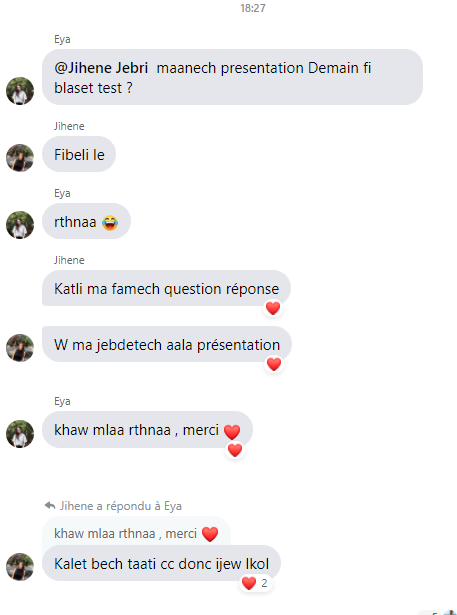 18:27
Eya
@Jihene Jebri maanech presentation Demain fi
blaset test ?
Jihene
Fibeli le
Eya
rthnaa 😂
Jihene
Katli ma famech question réponse
❤️
W ma jebdetech aala présentation
❤️
Eya
khaw mlaa rthnaa , merci ❤️
❤️
Jihene a répondu à Eya
khaw mlaa rthnaa , merci ❤️
Kalet bech taati cc donc ijew lkol
❤️ 2